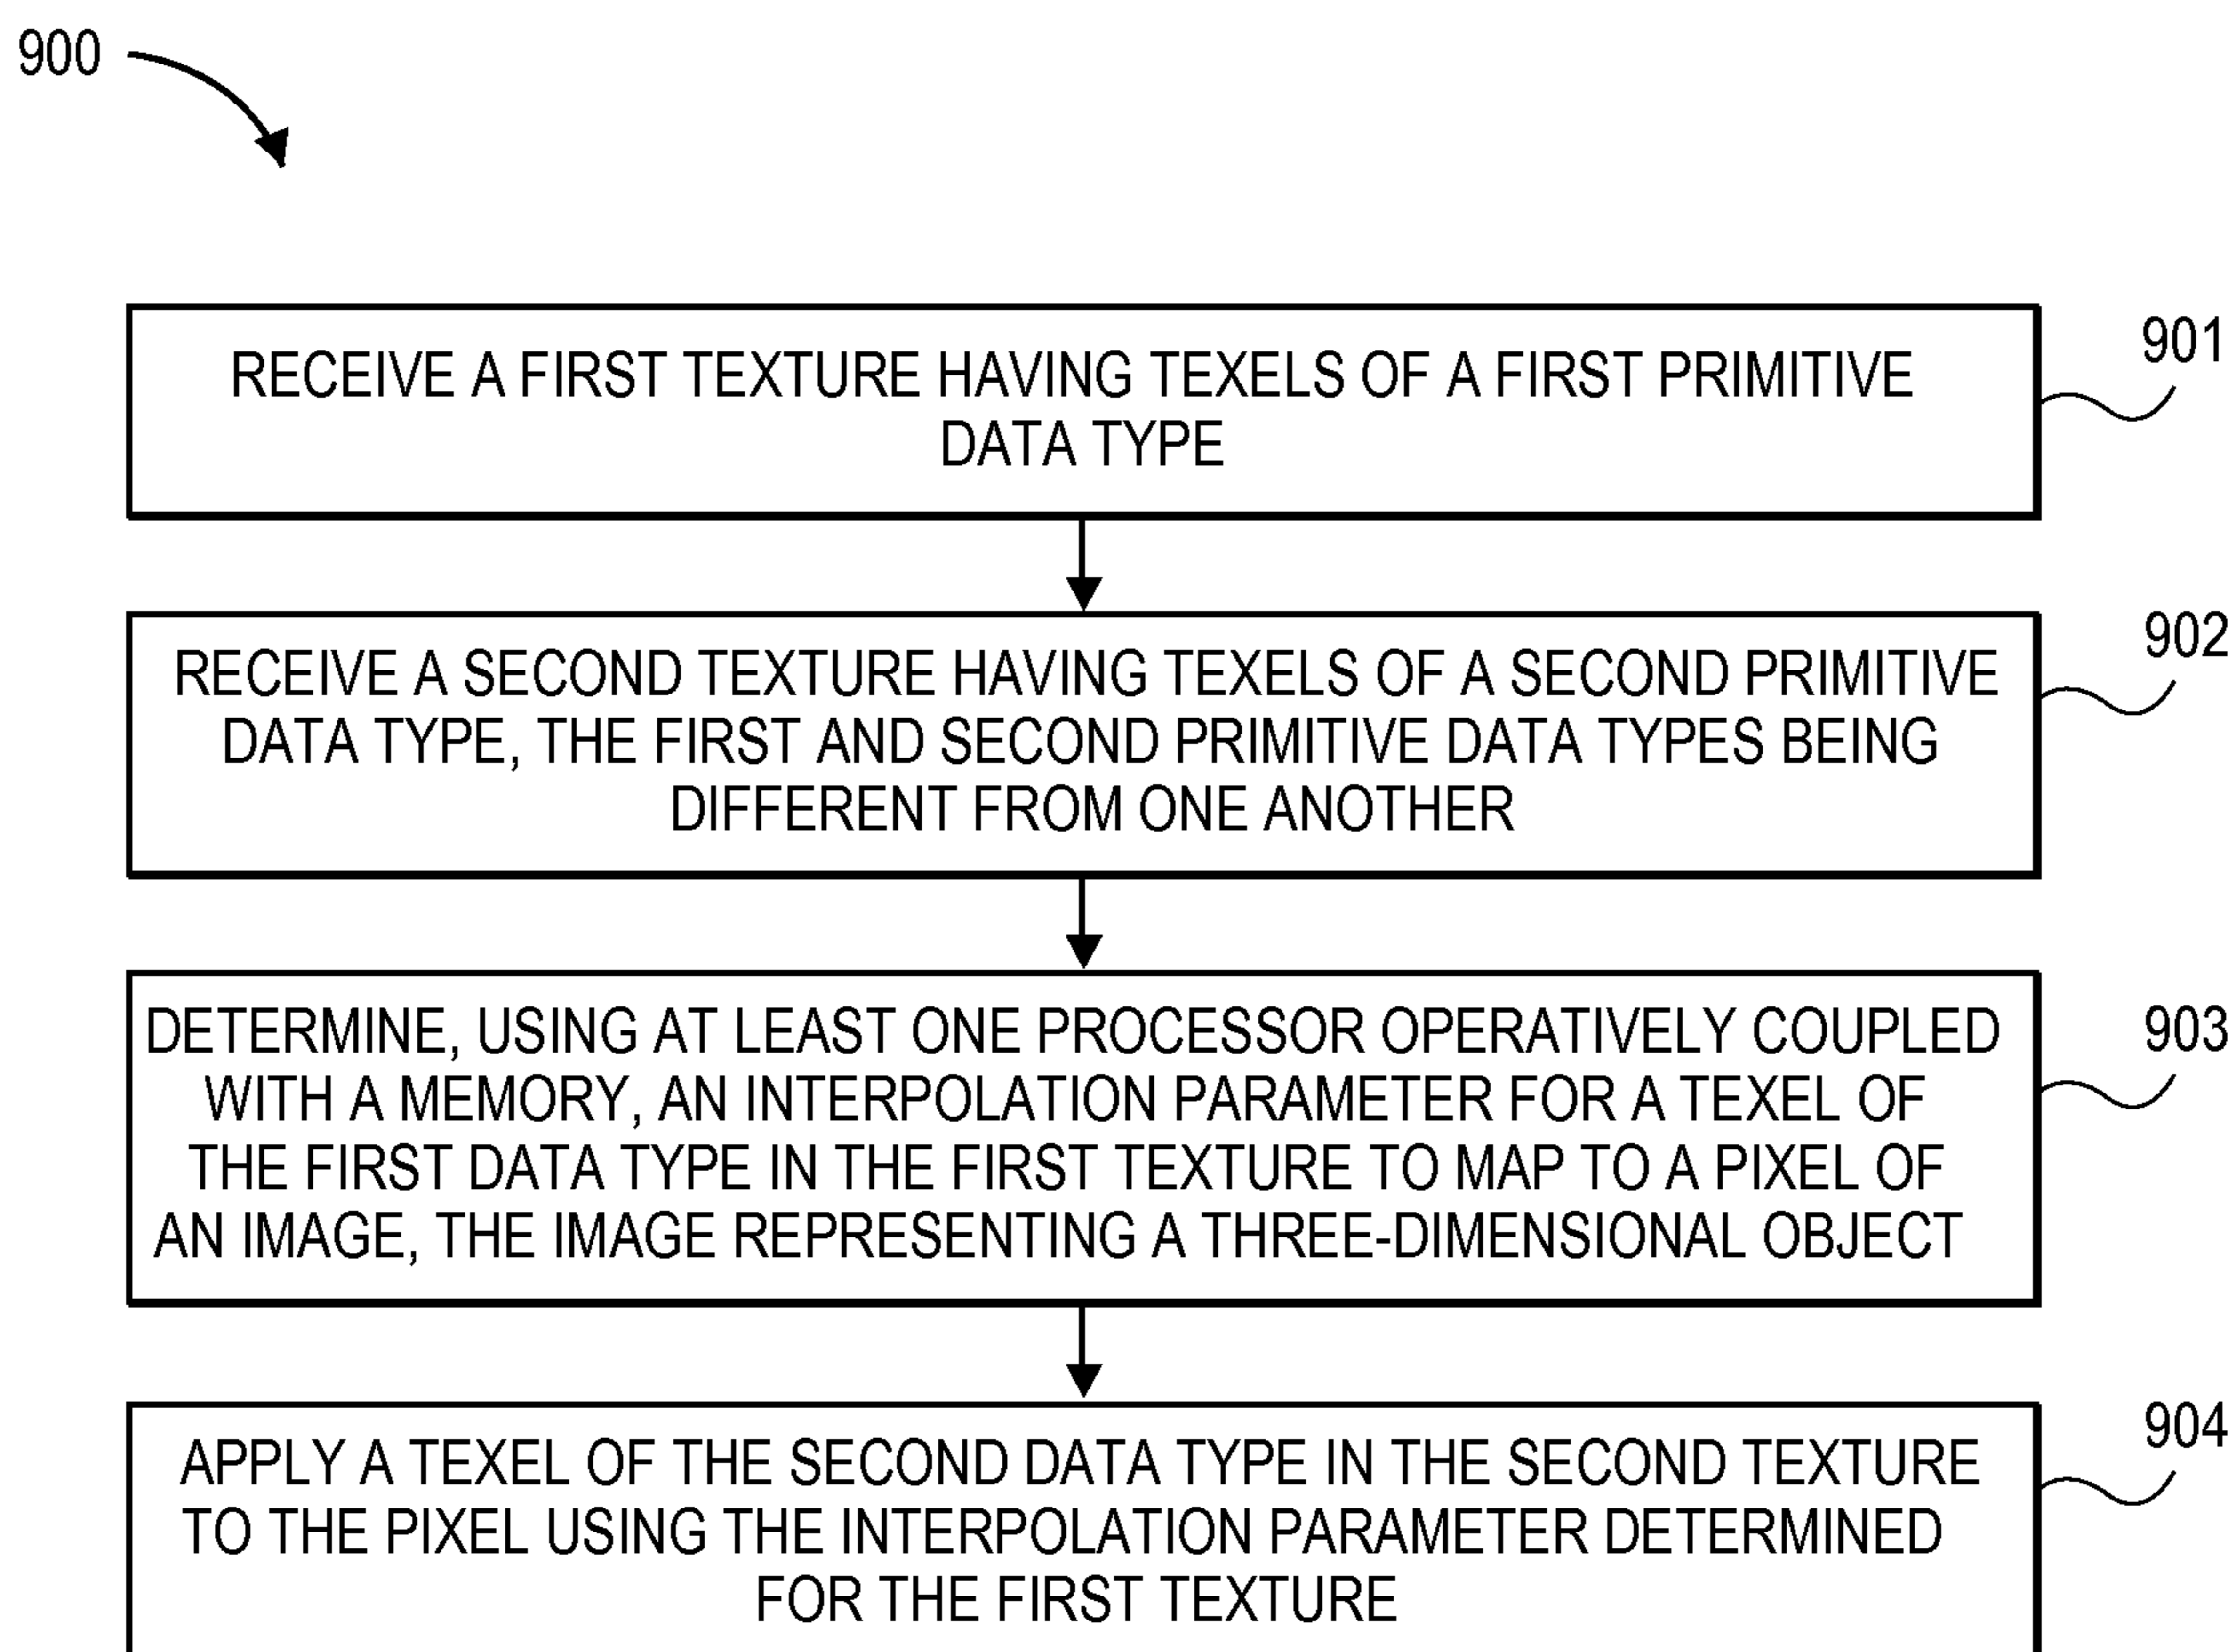 900
RECEIVE A FIRST TEXTURE HAVING TEXELS OF A FIRST PRIMITIVE
DATA TYPE
901
RECEIVE A SECOND TEXTURE HAVING TEXELS OF A SECOND PRIMITIVE
DATA TYPE, THE FIRST AND SECOND PRIMITIVE DATA TYPES BEING
DIFFERENT FROM ONE ANOTHER
902
DETERMINE, USING AT LEAST ONE PROCESSOR OPERATIVELY COUPLED
WITH A MEMORY, AN INTERPOLATION PARAMETER FOR A TEXEL OF
THE FIRST DATA TYPE IN THE FIRST TEXTURE TO MAP TO A PIXEL OF
AN IMAGE, THE IMAGE REPRESENTING A THREE-DIMENSIONAL OBJECT
903
APPLY A TEXEL OF THE SECOND DATA TYPE IN THE SECOND TEXTURE
TO THE PIXEL USING THE INTERPOLATION PARAMETER DETERMINED
FOR THE FIRST TEXTURE
904